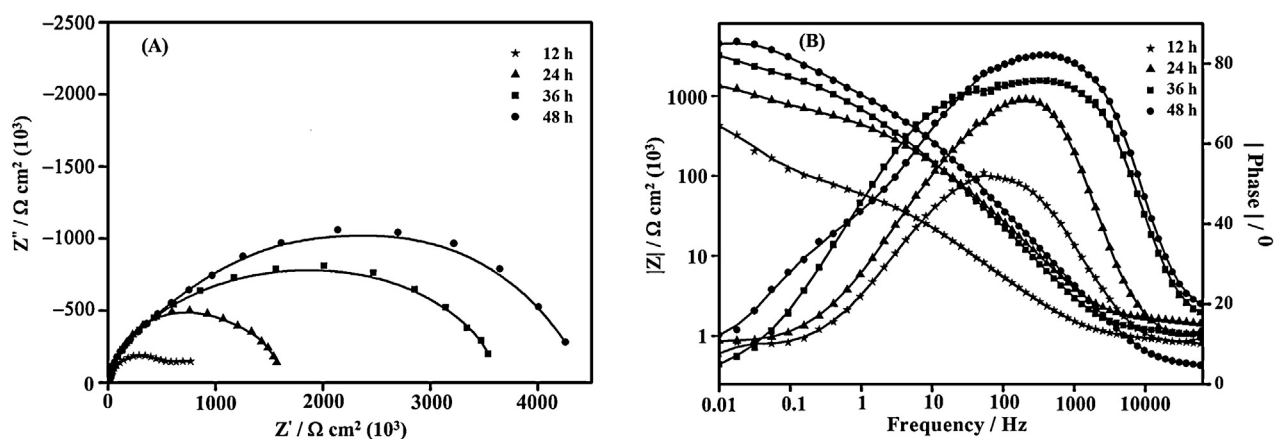 (A)
12 h
24 h
36 h
48 h
Z'' / Ω cm² (10³)
−2500
−2000
−1500
−1000
−500
0
0
1000
2000
3000
4000
Z' / Ω cm² (10³)
(B)
12 h
24 h
36 h
48 h
|Z| / Ω cm² (10³)
1000
100
10
1
| Phase | / ⁰
80
60
40
20
0
0.01
0.1
1
10
100
1000
10000
Frequency / Hz